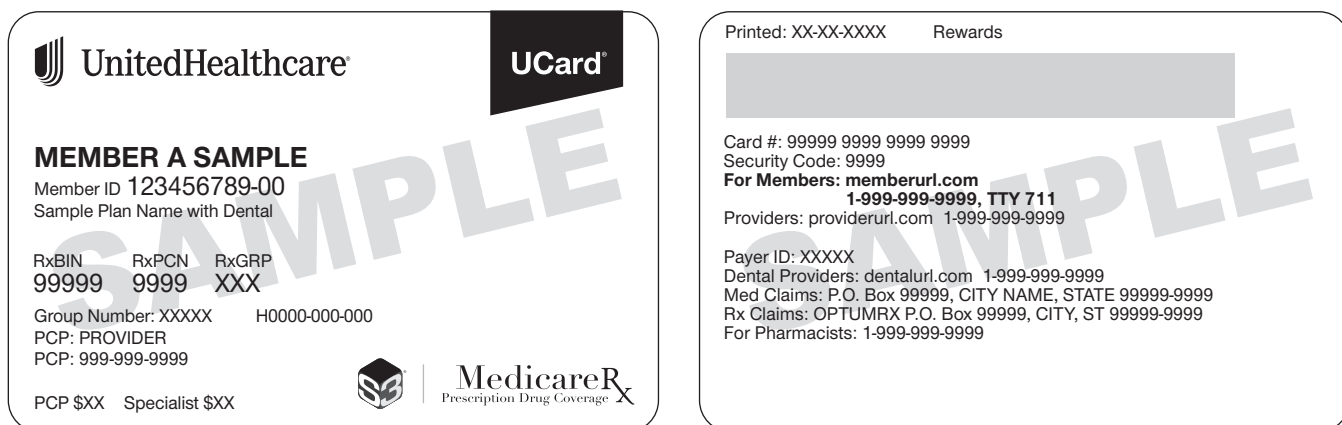 UnitedHealthcare®
UCard®
SAMPLE
MEMBER A SAMPLE
Member ID 123456789-00
Sample Plan Name with Dental
RxBIN RxPCN RxGRP
99999 9999 XXX
Group Number: XXXXX H0000-000-000
PCP: PROVIDER
PCP: 999-999-9999
PCP $XX Specialist $XX
S3
MedicareRx
Prescription Drug Coverage
Printed: XX-XX-XXXX Rewards
SAMPLE
Card #: 99999 9999 9999 9999
Security Code: 9999
For Members: memberurl.com
1-999-999-9999, TTY 711
Providers: providerurl.com 1-999-999-9999
Payer ID: XXXXX
Dental Providers: dentalurl.com 1-999-999-9999
Med Claims: P.O. Box 99999, CITY NAME, STATE 99999-9999
Rx Claims: OPTUMRX P.O. Box 99999, CITY, ST 99999-9999
For Pharmacists: 1-999-999-9999